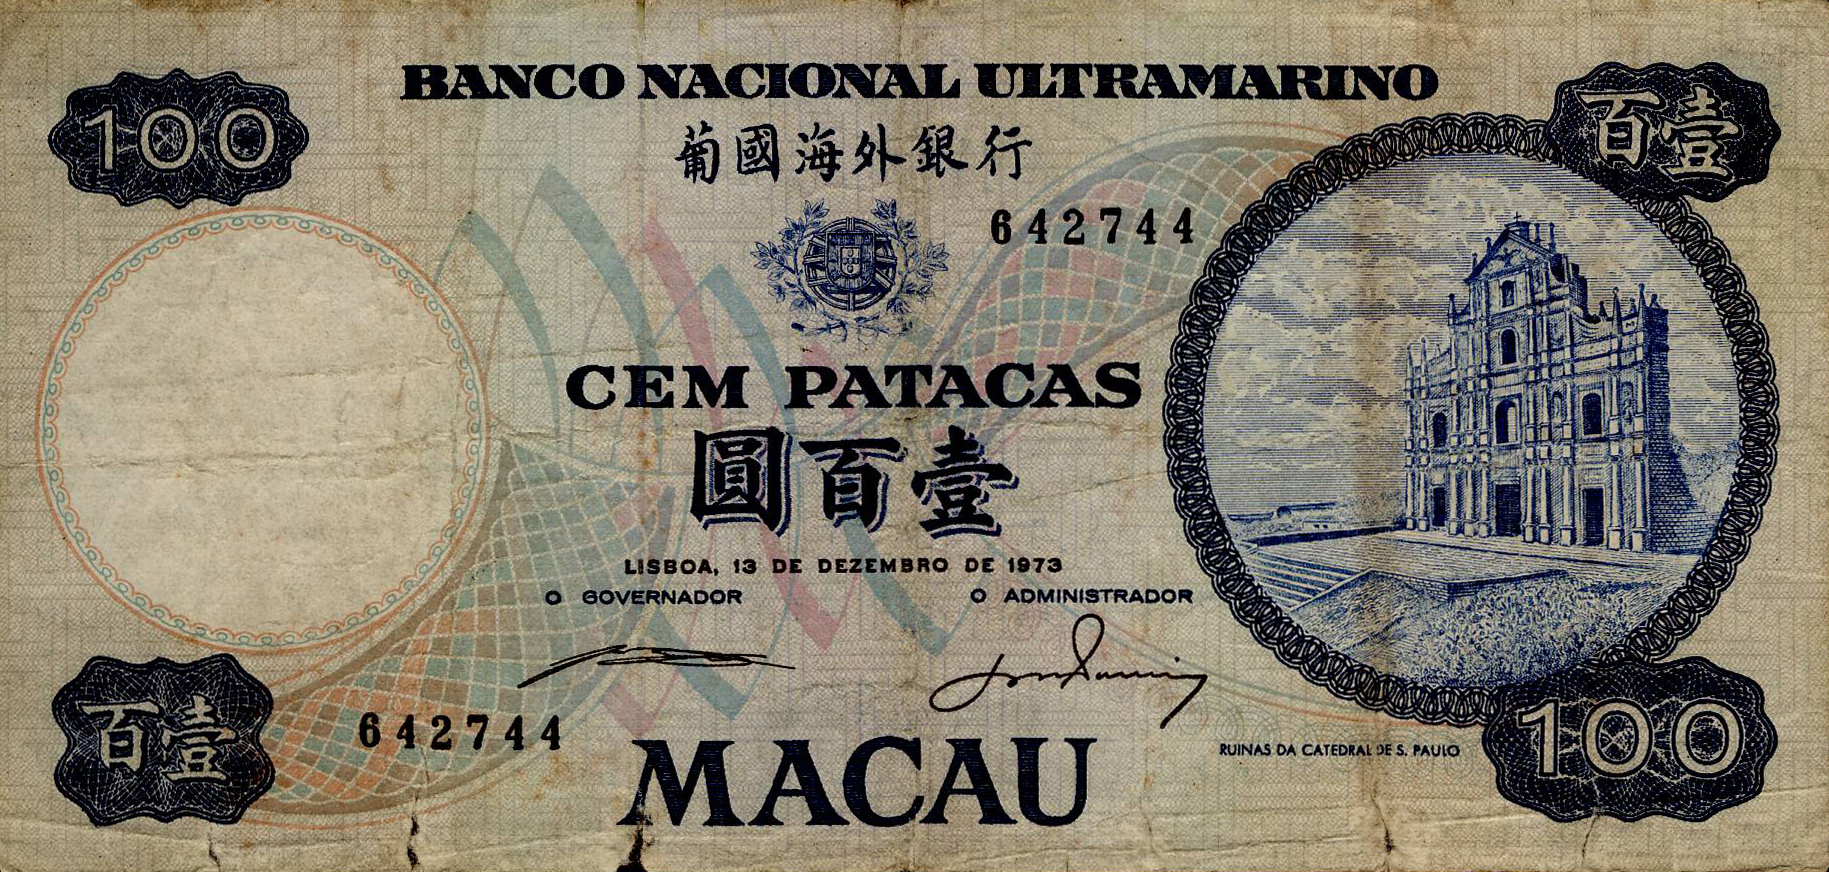 BANCO NACIONAL ULTRAMARINO
葡國海外銀行
100
百壹
642744
CEM PATACAS
圓百壹
LISBOA, 13 DE DEZEMBRO DE 1973
O GOVERNADOR
O ADMINISTRADOR
百壹
642744
MACAU
RUINAS DA CATEDRAL DE S. PAULO
100